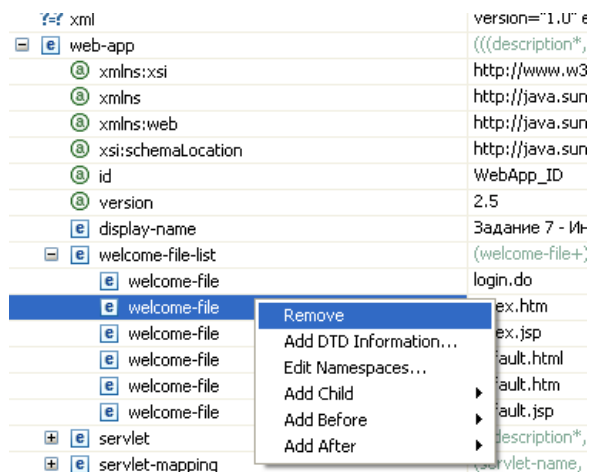 ?=? xml version="1.0" e
web-app (((description*,
xmlns:xsi http://www.w3
xmlns http://java.sun
xmlns:web http://java.sun
xsi:schemaLocation http://java.sun
id WebApp_ID
version 2.5
display-name Задание 7 - Ин
welcome-file-list (welcome-file+)
welcome-file login.do
welcome-file ex.htm
Remove
welcome-file ex.jsp
Add DTD Information...
welcome-file ault.html
Edit Namespaces...
welcome-file ault.htm
Add Child
welcome-file fault.jsp
Add Before
servlet description*,
Add After
servlet-mapping (servlet-name,